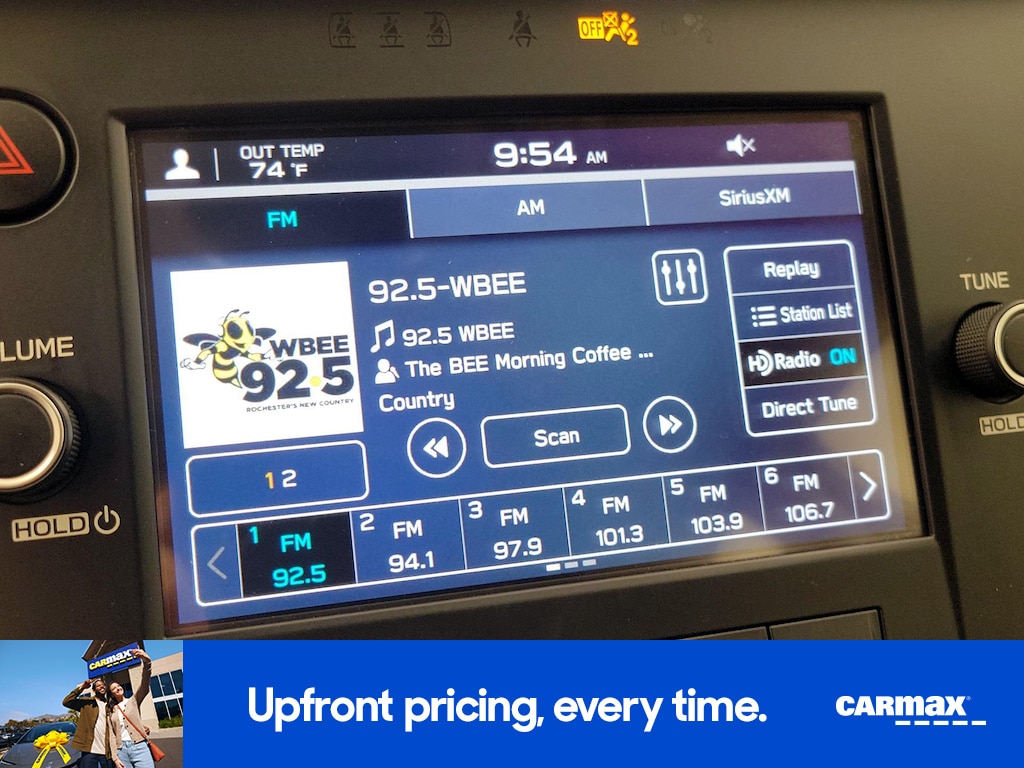 OFF 2
OUT TEMP
74 °F
9:54 AM
FM
AM
SiriusXM
92.5-WBEE
92.5 WBEE
The BEE Morning Coffee ...
Country
WBEE
92.5
ROCHESTER'S NEW COUNTRY
Replay
Station List
HD Radio ON
Direct Tune
Scan
1 2
1 FM 92.5
2 FM 94.1
3 FM 97.9
4 FM 101.3
5 FM 103.9
6 FM 106.7
LUME
HOLD
TUNE
HOLD
CARMAX
Upfront pricing, every time.
CARMAX